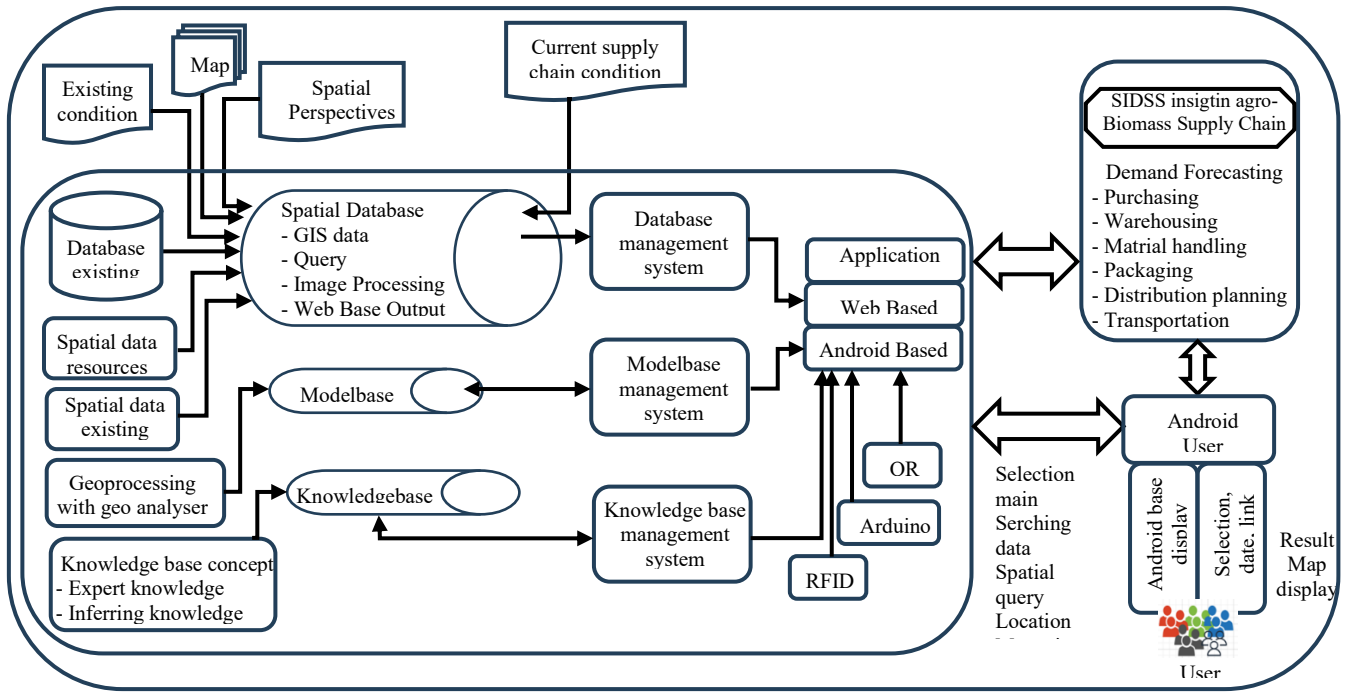 Existing
condition
Map
Spatial
Perspectives
Current supply
chain condition
Database
existing
Spatial data
resources
Spatial data
existing
Geoprocessing
with geo analyser
Knowledge base concept
- Expert knowledge
- Inferring knowledge
Spatial Database
- GIS data
- Query
- Image Processing
- Web Base Output
Modelbase
Knowledgebase
Database
management
system
Modelbase
management
system
Knowledge base
management
system
Application
Web Based
Android Based
OR
Arduino
RFID
SIDSS insigtin agro-
Biomass Supply Chain
Demand Forecasting
- Purchasing
- Warehousing
- Matrial handling
- Packaging
- Distribution planning
- Transportation
Android
User
Android base
display
Selection,
date, link
Selection
main
Serching
data
Spatial
query
Location
Result
Map
display
User